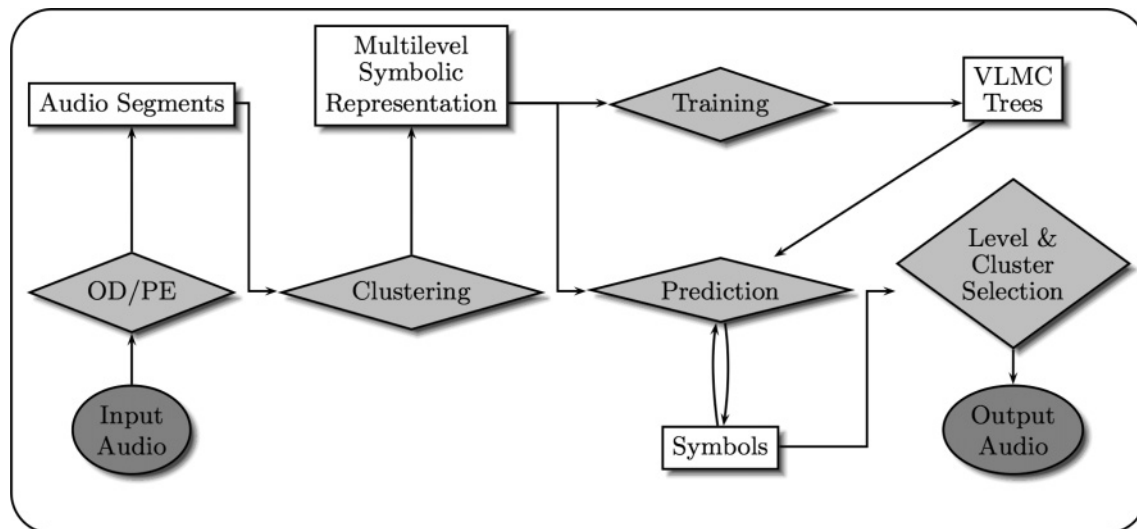 Multilevel
Symbolic
Representation
Audio Segments
Training
VLMC
Trees
OD/PE
Clustering
Prediction
Level &
Cluster
Selection
Input
Audio
Symbols
Output
Audio